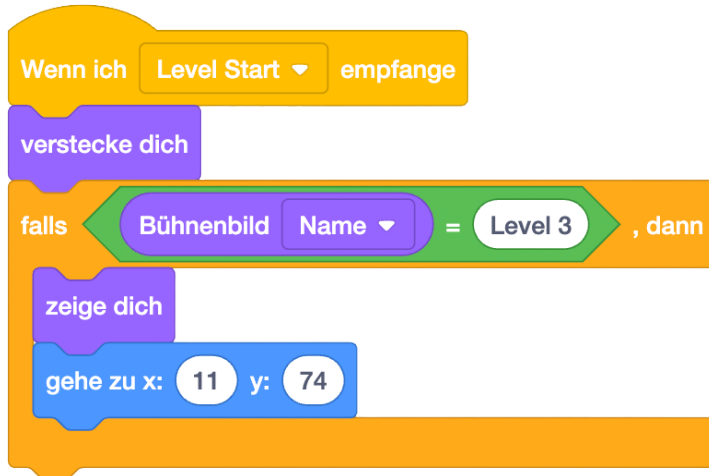 Wenn ich Level Start empfange
verstecke dich
falls Bühnenbild Name = Level 3 , dann
zeige dich
gehe zu x: 11 y: 74